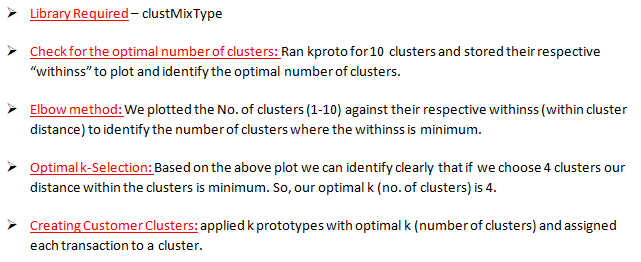 ➢ Library Required – clustMixType
➢ Check for the optimal number of clusters: Ran kproto for 10 clusters and stored their respective
“withinss” to plot and identify the optimal number of clusters.
➢ Elbow method: We plotted the No. of clusters (1-10) against their respective withinss (within cluster
distance) to identify the number of clusters where the withinss is minimum.
➢ Optimal k-Selection: Based on the above plot we can identify clearly that if we choose 4 clusters our
distance within the clusters is minimum. So, our optimal k (no. of clusters) is 4.
➢ Creating Customer Clusters: applied k prototypes with optimal k (number of clusters) and assigned
each transaction to a cluster.